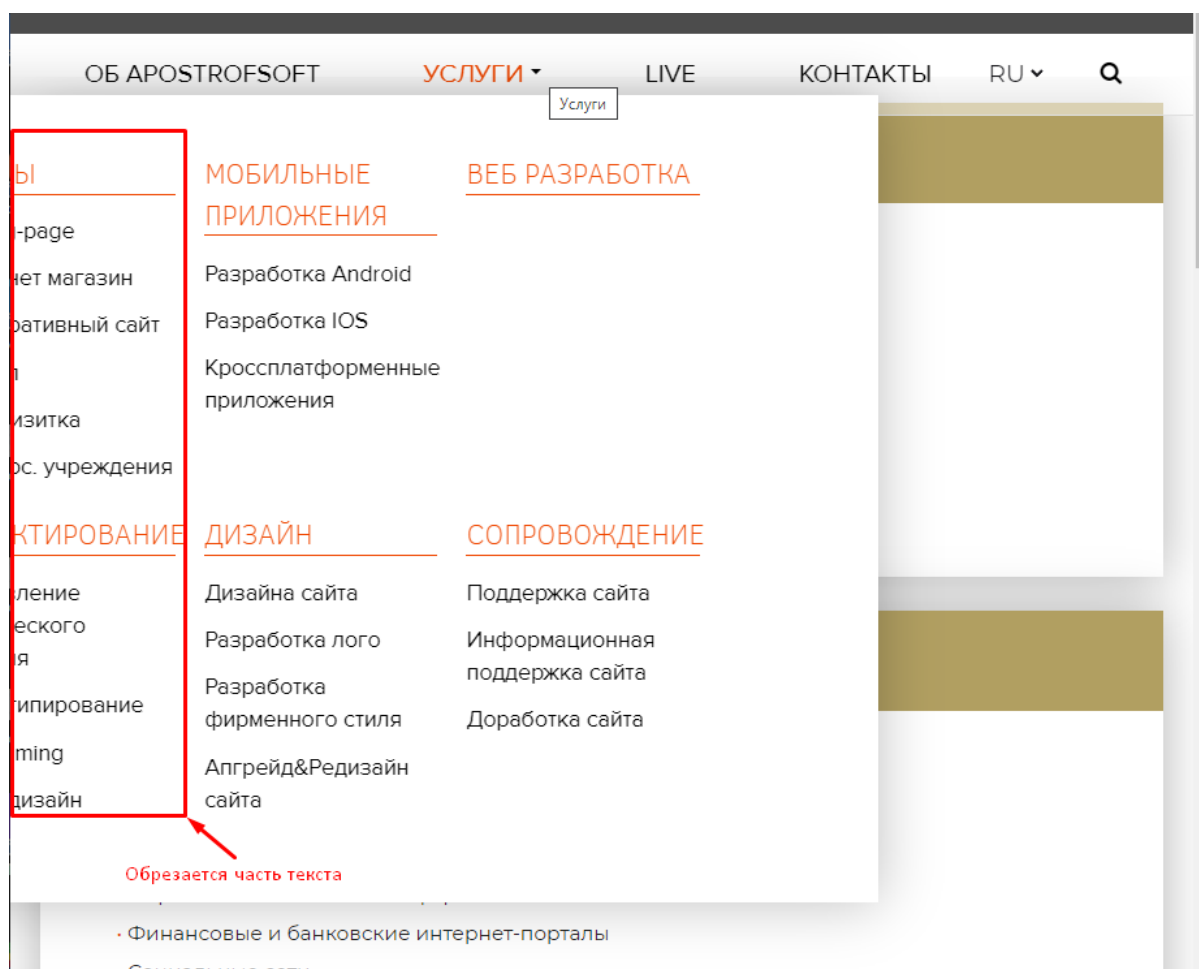 ОБ APOSTROFSOFT УСЛУГИ LIVE КОНТАКТЫ RU
Услуги
Ы
-page
нет магазин
ративный сайт
изитка
ос. учреждения
МОБИЛЬНЫЕ
ПРИЛОЖЕНИЯ
Разработка Android
Разработка IOS
Кроссплатформенные
приложения
ВЕБ РАЗРАБОТКА
КТИРОВАНИЕ
ление
еского
я
типирование
ming
дизайн
ДИЗАЙН
Дизайна сайта
Разработка лого
Разработка
фирменного стиля
Апгрейд&Редизайн
сайта
СОПРОВОЖДЕНИЕ
Поддержка сайта
Информационная
поддержка сайта
Доработка сайта
Обрезается часть текста
· Финансовые и банковские интернет-порталы